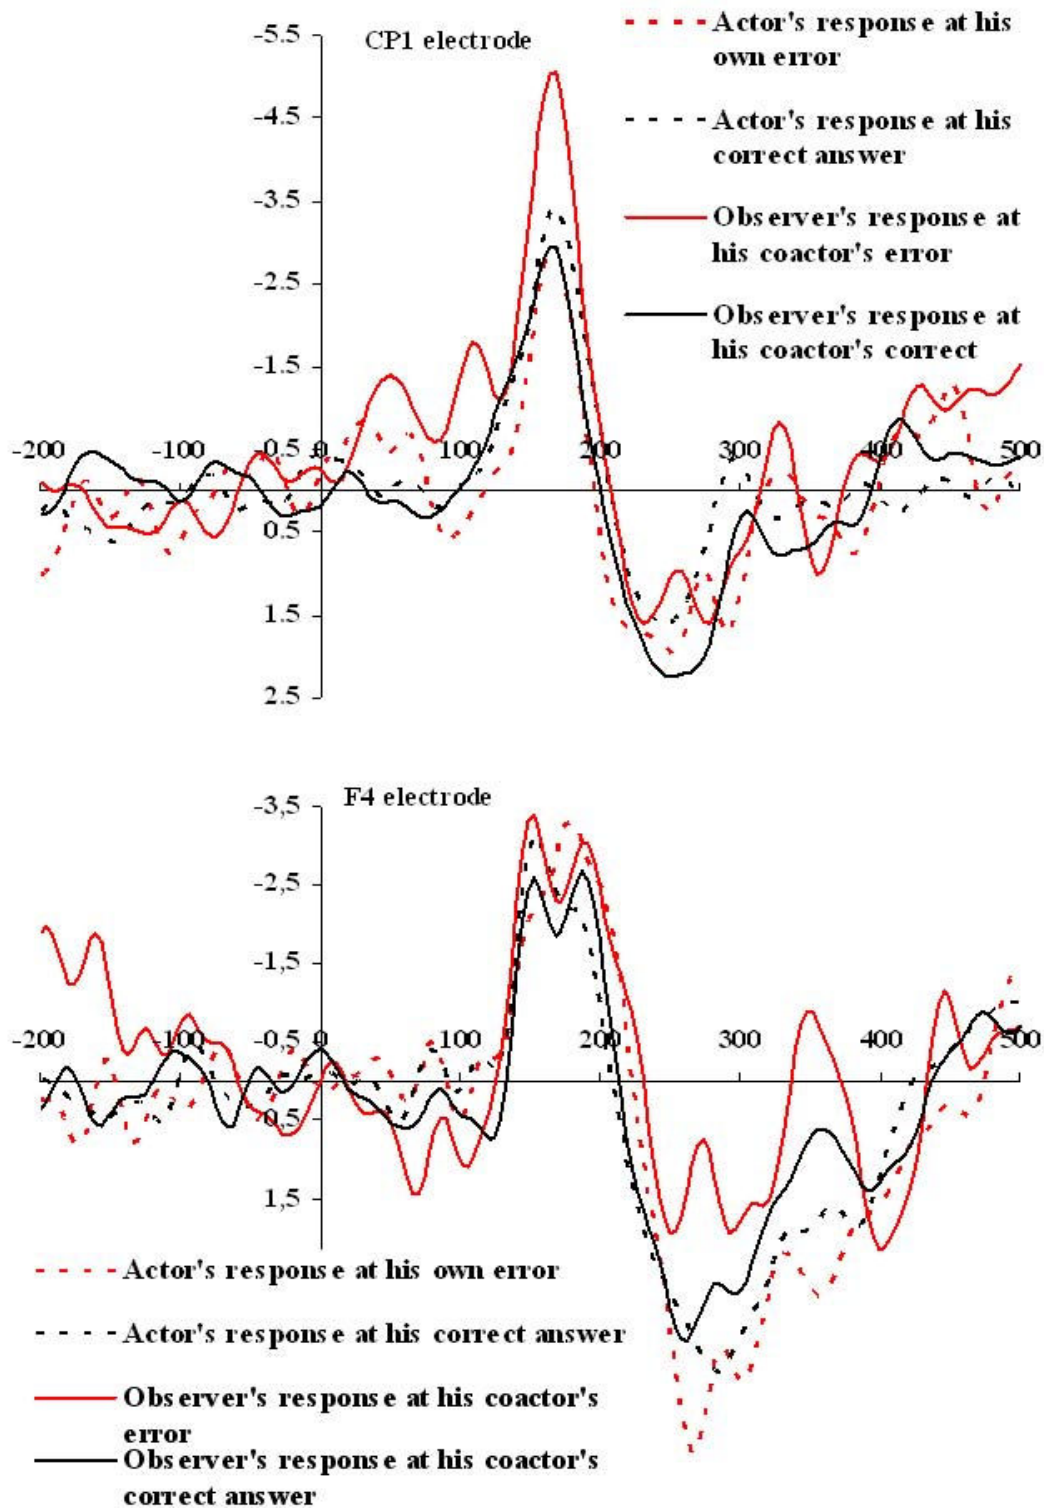 -5.5
CP1 electrode
Actor's response at his
own error
-4.5
Actor's response at his
correct answer
-3.5
Observer's response at
his coactor's error
-2.5
Observer's response at
his coactor's correct
-1.5
-200 -100 -0.5 0 100 200 300 400 500
0.5
1.5
2.5
F4 electrode
-3,5
-2,5
-1,5
-200 -100 -0,5 0 100 200 300 400 500
0,5
1,5
Actor's response at his own error
Actor's response at his correct answer
Observer's response at his coactor's
error
Observer's response at his coactor's
correct answer